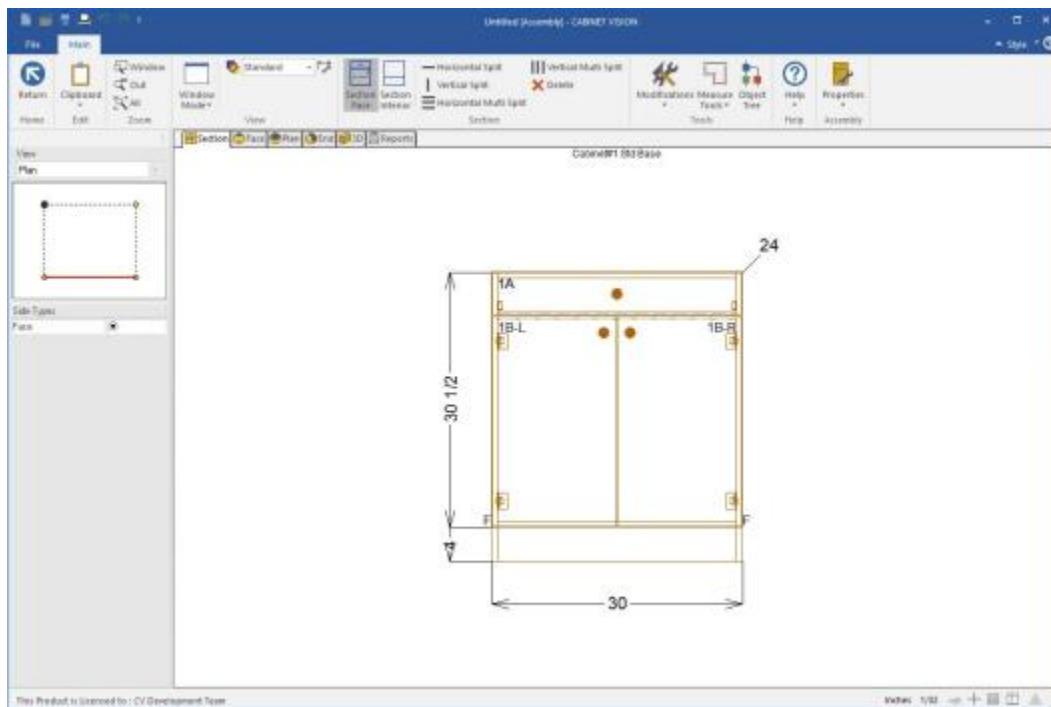 Untitled [Assembly] - CABINET VISION
File
Main
Style
Return
Clipboard
Window
Out
All
Window Mode
Standard
Section Face
Section Interior
Horizontal Split
Vertical Split
Horizontal Multi Split
Vertical Multi Split
Delete
Modifications
Measure Tools
Object Tree
Help
Properties
Home
Edit
Zoom
View
Section
Tools
Help
Assembly
Section
Face
Plan
End
3D
Reports
View
Plan
Side Types
Face
Cabinet#1 Std Base
24
1A
1B-L
1B-R
30 1/2
F
F
4
30
This Product is Licensed to : CV Development Team
Inches
1/32